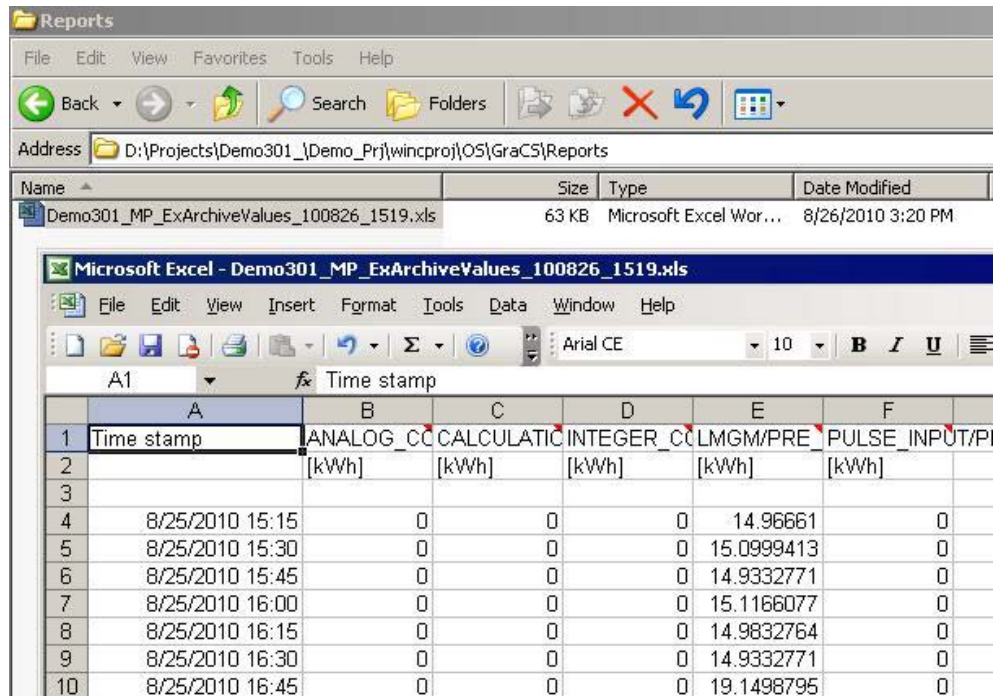 Reports
File Edit View Favorites Tools Help
Back Search Folders
Address D:\Projects\Demo301_\Demo_Prj\wincproj\OS\GraCS\Reports
Name Size Type Date Modified
Demo301_MP_ExArchiveValues_100826_1519.xls 63 KB Microsoft Excel Wor... 8/26/2010 3:20 PM
Microsoft Excel - Demo301_MP_ExArchiveValues_100826_1519.xls
File Edit View Insert Format Tools Data Window Help
Σ Arial CE 10 B I U
A1 fx Time stamp
A B C D E F
1 Time stamp ANALOG_CO CALCULATIO INTEGER_CO LMGM/PRE_ PULSE_INPUT/PI
2 [kWh] [kWh] [kWh] [kWh] [kWh]
3
4 8/25/2010 15:15 0 0 0 14.96661 0
5 8/25/2010 15:30 0 0 0 15.0999413 0
6 8/25/2010 15:45 0 0 0 14.9332771 0
7 8/25/2010 16:00 0 0 0 15.1166077 0
8 8/25/2010 16:15 0 0 0 14.9832764 0
9 8/25/2010 16:30 0 0 0 14.9332771 0
10 8/25/2010 16:45 0 0 0 19.1498795 0